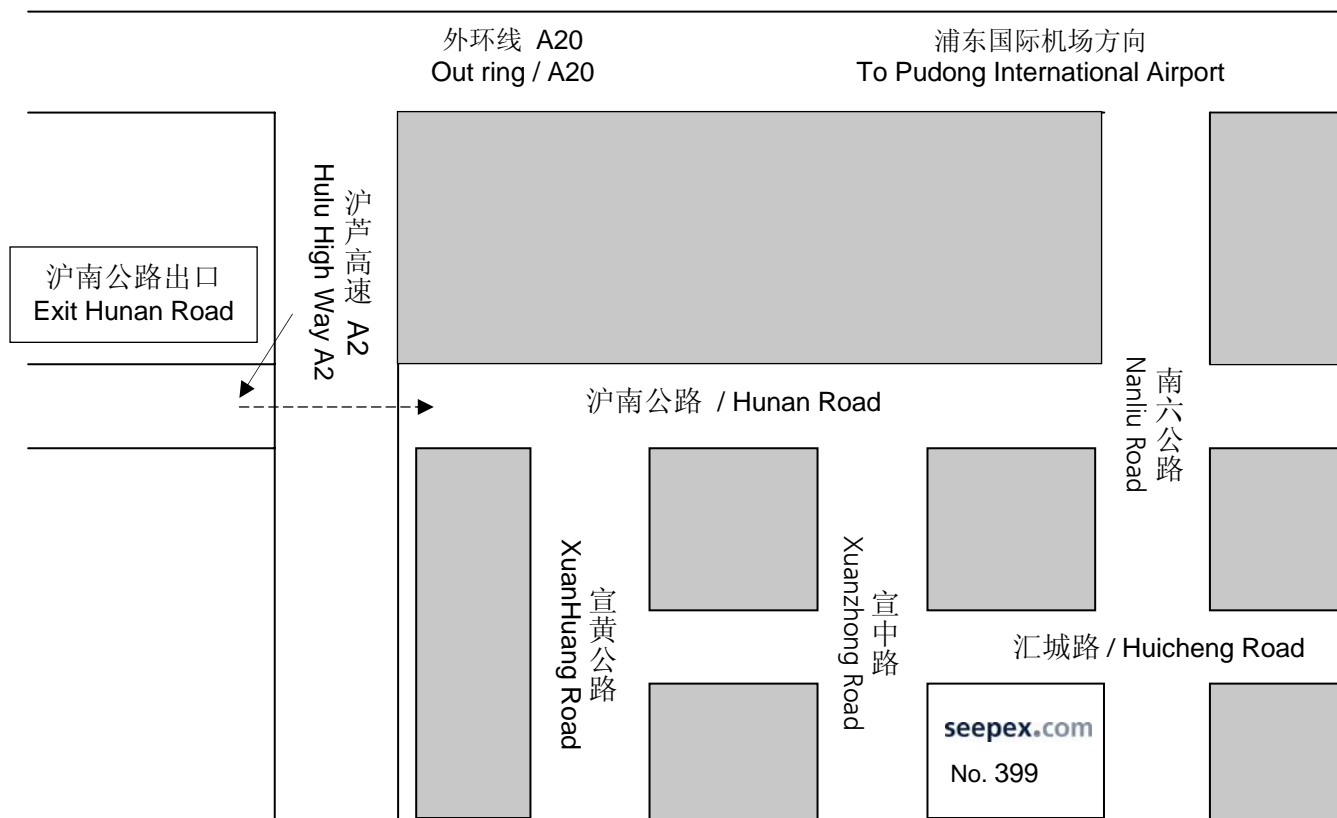 外环线 A20
Out ring / A20
浦东国际机场方向
To Pudong International Airport
沪芦高速 A2
Hulu High Way A2
沪南公路出口
Exit Hunan Road
沪南公路 / Hunan Road
南六公路
Nanliu Road
宣黄公路
XuanHuang Road
宣中路
Xuanzhong Road
汇城路 / Huicheng Road
seepex.com
No. 399